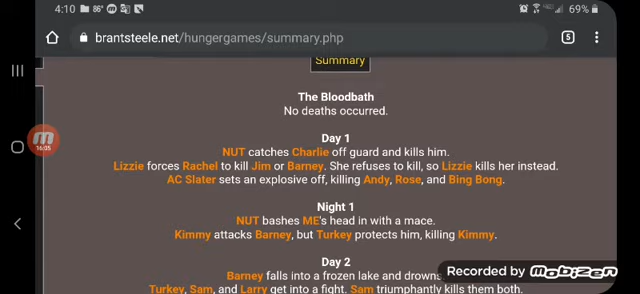 4:10 86° 69%
brantsteele.net/hungergames/summary.php 5
Summary
The Bloodbath
No deaths occurred.
Day 1
NUT catches Charlie off guard and kills him.
Lizzie forces Rachel to kill Jim or Barney. She refuses to kill, so Lizzie kills her instead.
AC Slater sets an explosive off, killing Andy, Rose, and Bing Bong.
16:05
Night 1
NUT bashes ME's head in with a mace.
Kimmy attacks Barney, but Turkey protects him, killing Kimmy.
Day 2
Barney falls into a frozen lake and drowns.
Turkey, Sam, and Larry get into a fight. Sam triumphantly kills them both.
Recorded by mobizen